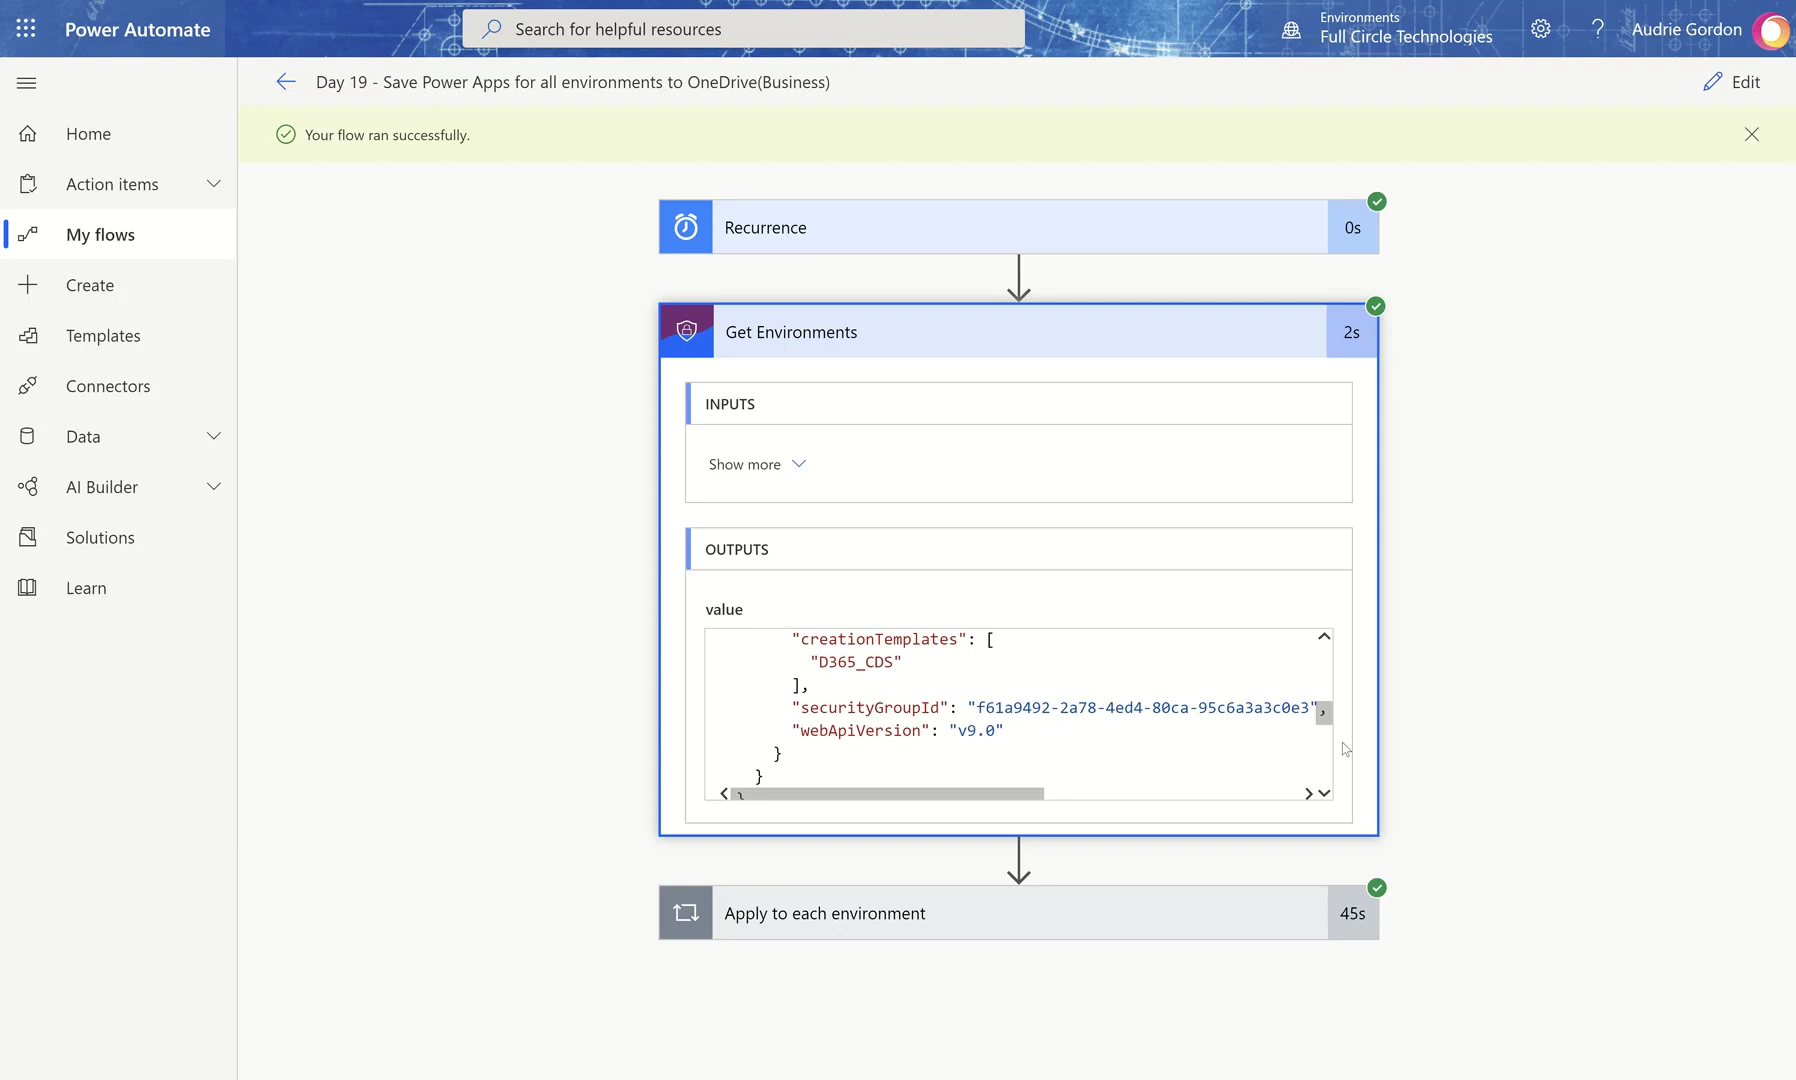 Power Automate
Search for helpful resources
Environments
Full Circle Technologies
?
Audrie Gordon
Day 19 - Save Power Apps for all environments to OneDrive(Business)
Edit
Your flow ran successfully.
Home
Action items
My flows
Create
Templates
Connectors
Data
AI Builder
Solutions
Learn
Recurrence
0s
Get Environments
2s
INPUTS
Show more
OUTPUTS
value
"creationTemplates": [
"D365_CDS"
],
"securityGroupId": "f61a9492-2a78-4ed4-80ca-95c6a3a3c0e3",
"webApiVersion": "v9.0"
}
}
}
Apply to each environment
45s